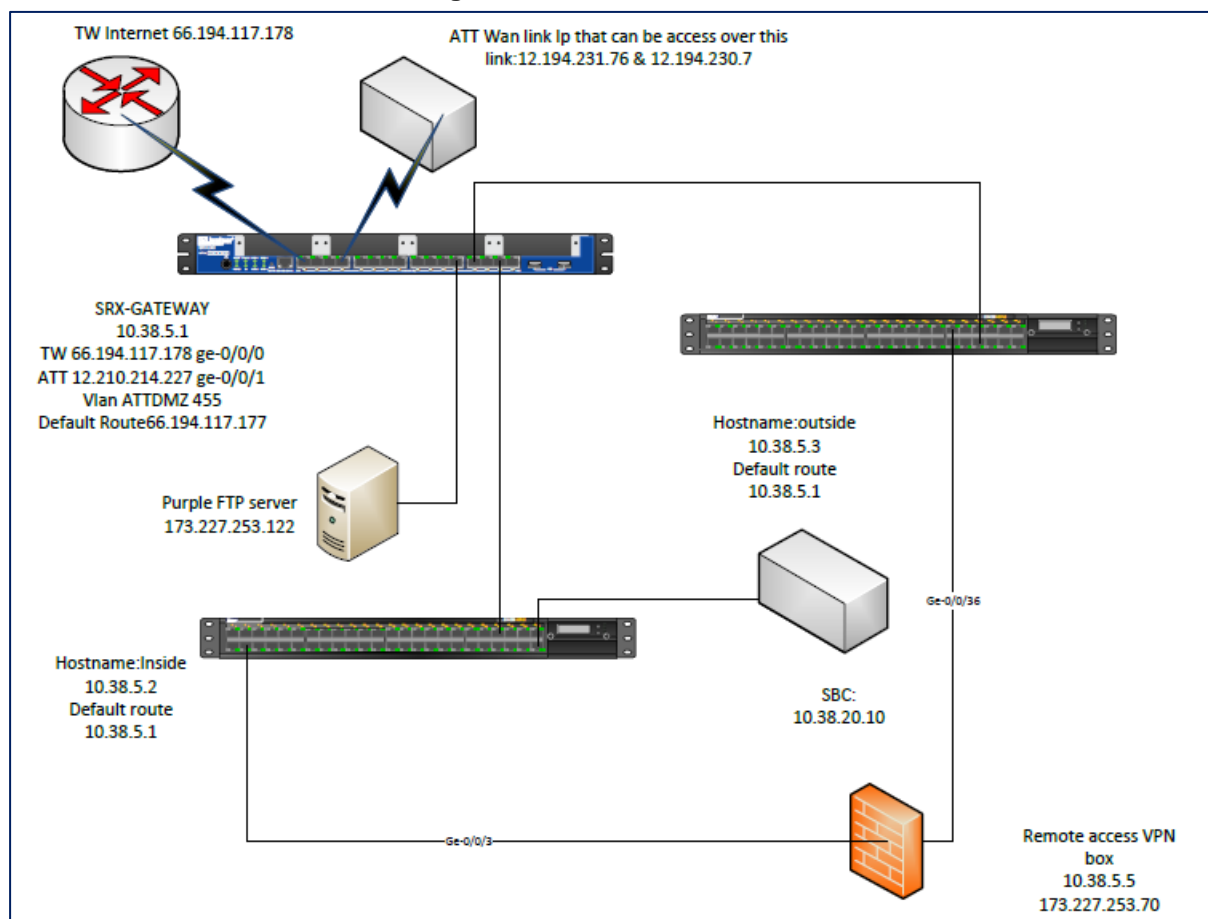 TW Internet 66.194.117.178
ATT Wan link Ip that can be access over this
link:12.194.231.76 & 12.194.230.7
SRX-GATEWAY
10.38.5.1
TW 66.194.117.178 ge-0/0/0
ATT 12.210.214.227 ge-0/0/1
Vlan ATTDMZ 455
Default Route66.194.117.177
Hostname:outside
10.38.5.3
Default route
10.38.5.1
Purple FTP server
173.227.253.122
Ge-0/0/36
Hostname:Inside
10.38.5.2
Default route
10.38.5.1
SBC:
10.38.20.10
Ge-0/0/3
Remote access VPN
box
10.38.5.5
173.227.253.70